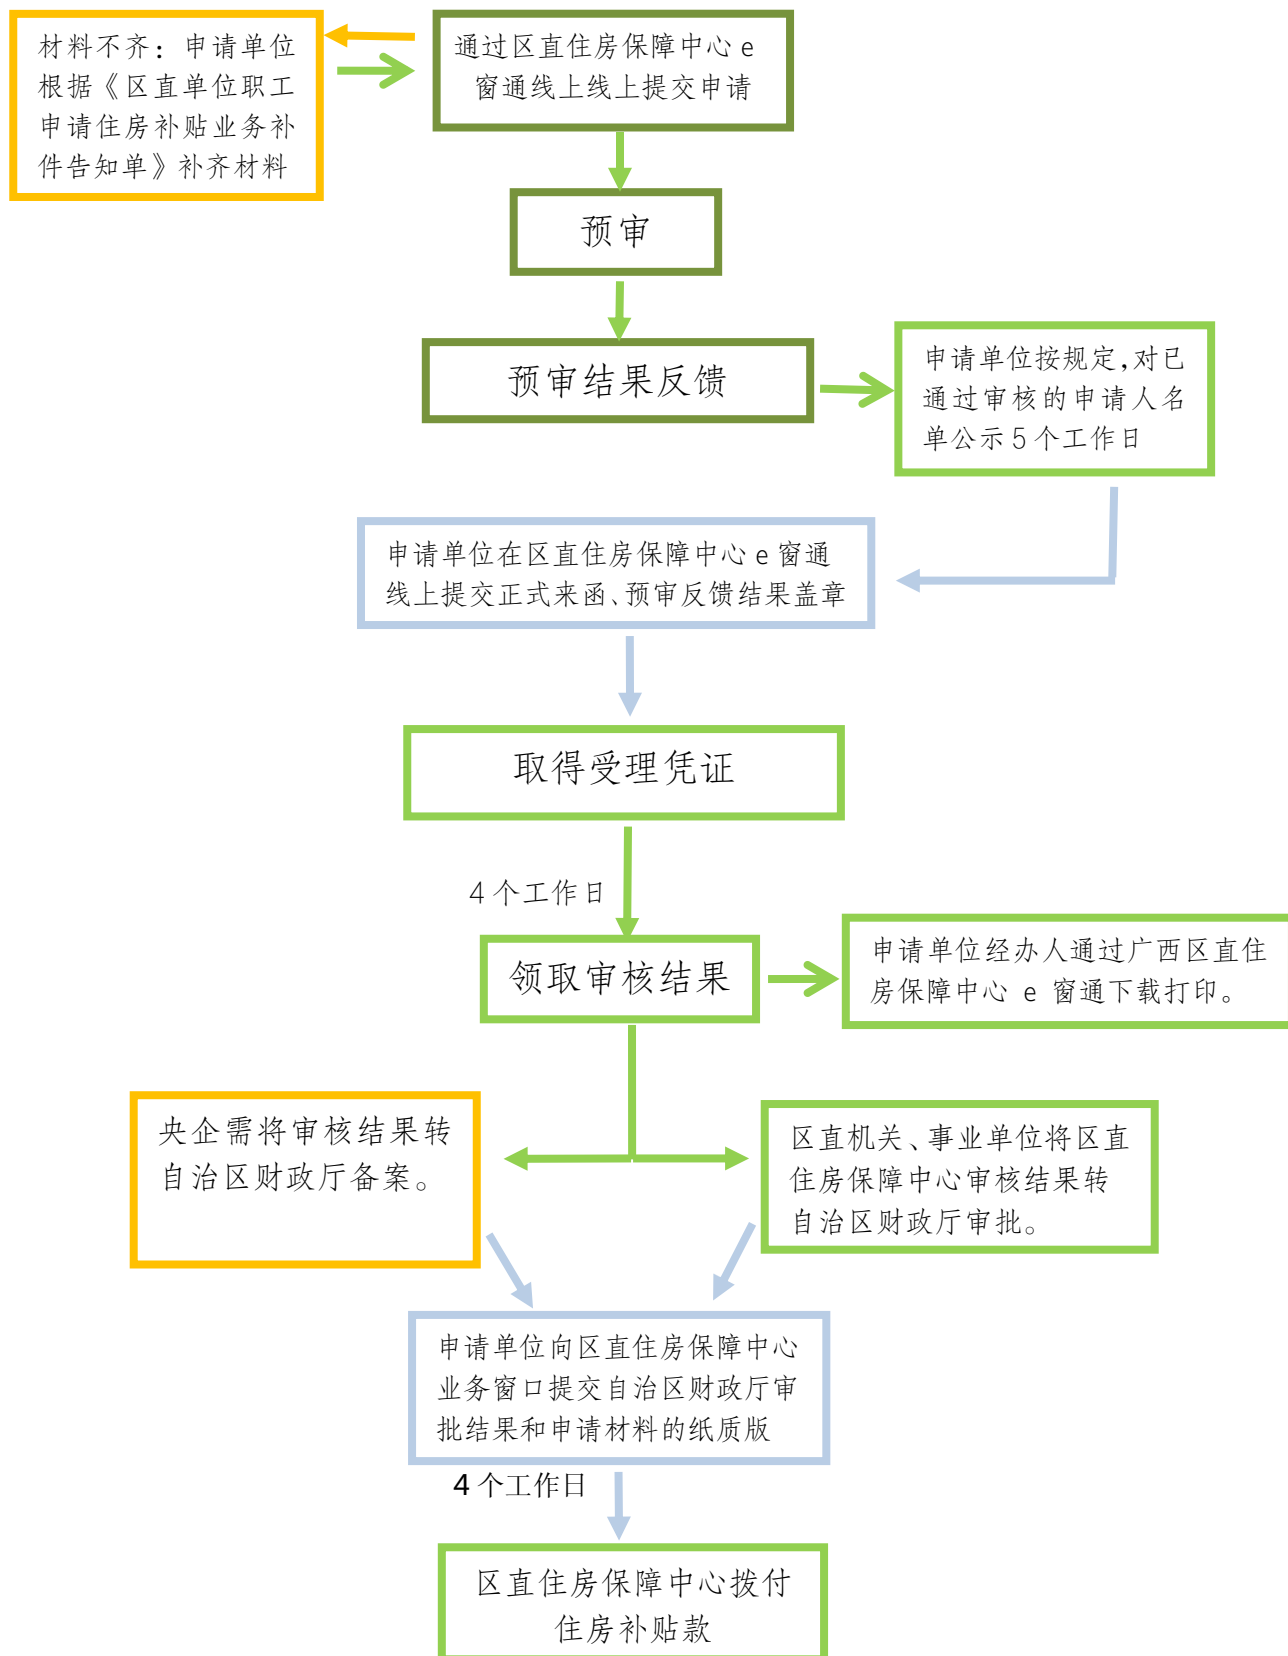 材料不齐：申请单位
根据《区直单位职工
申请住房补贴业务补
件告知单》补齐材料
通过区直住房保障中心 e
窗通线上线上提交申请
预审
预审结果反馈
申请单位按规定,对已
通过审核的申请人名
单公示 5 个工作日
申请单位在区直住房保障中心 e 窗通
线上提交正式来函、预审反馈结果盖章
取得受理凭证
4 个工作日
领取审核结果
申请单位经办人通过广西区直住
房保障中心 e 窗通下载打印。
央企需将审核结果转
自治区财政厅备案。
区直机关、事业单位将区直
住房保障中心审核结果转
自治区财政厅审批。
申请单位向区直住房保障中心
业务窗口提交自治区财政厅审
批结果和申请材料的纸质版
4 个工作日
区直住房保障中心拨付
住房补贴款